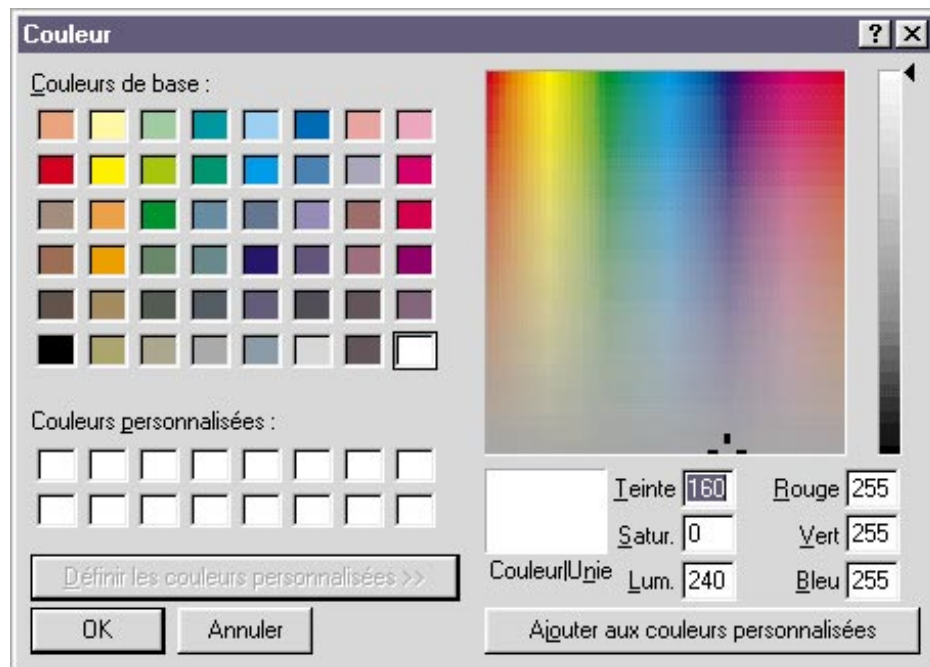 Couleur
Couleurs de base :
Couleurs personnalisées :
Définir les couleurs personnalisées >>
OK Annuler
Couleur|Unie
Teinte 160 Rouge 255
Satur. 0 Vert 255
Lum. 240 Bleu 255
Ajouter aux couleurs personnalisées